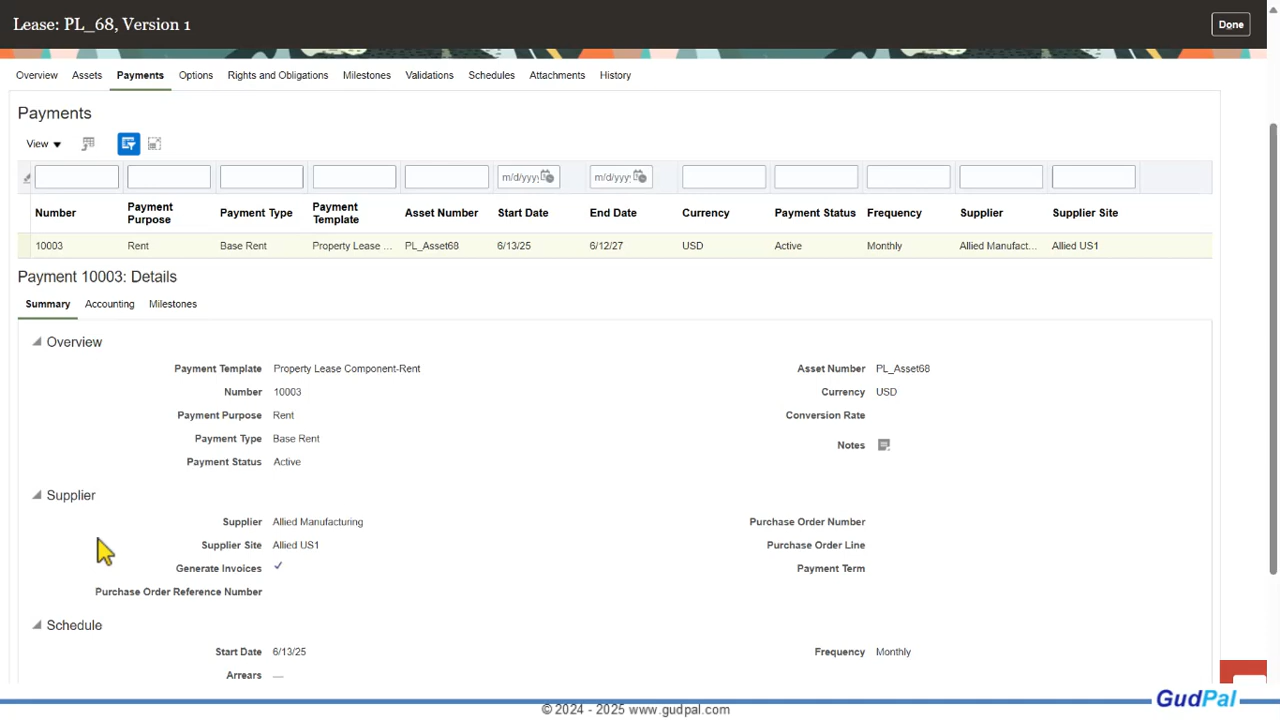 Lease: PL_68, Version 1
Done
Overview Assets Payments Options Rights and Obligations Milestones Validations Schedules Attachments History
Payments
View
m/d/yyy m/d/yyy
Number Payment Purpose Payment Type Payment Template Asset Number Start Date End Date Currency Payment Status Frequency Supplier Supplier Site
10003 Rent Base Rent Property Lease ... PL_Asset68 6/13/25 6/12/27 USD Active Monthly Allied Manufact... Allied US1
Payment 10003: Details
Summary Accounting Milestones
Overview
Payment Template Property Lease Component-Rent Asset Number PL_Asset68
Number 10003 Currency USD
Payment Purpose Rent Conversion Rate
Payment Type Base Rent Notes
Payment Status Active
Supplier
Supplier Allied Manufacturing Purchase Order Number
Supplier Site Allied US1 Purchase Order Line
Generate Invoices Payment Term
Purchase Order Reference Number
Schedule
Start Date 6/13/25 Frequency Monthly
Arrears —
GudPal
© 2024 - 2025 www.gudpal.com